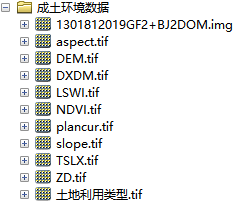 成土环境数据
1301812019GF2+BJ2DOM.img
aspect.tif
DEM.tif
DXDM.tif
LSWI.tif
NDVI.tif
plancur.tif
slope.tif
TSLX.tif
ZD.tif
土地利用类型.tif